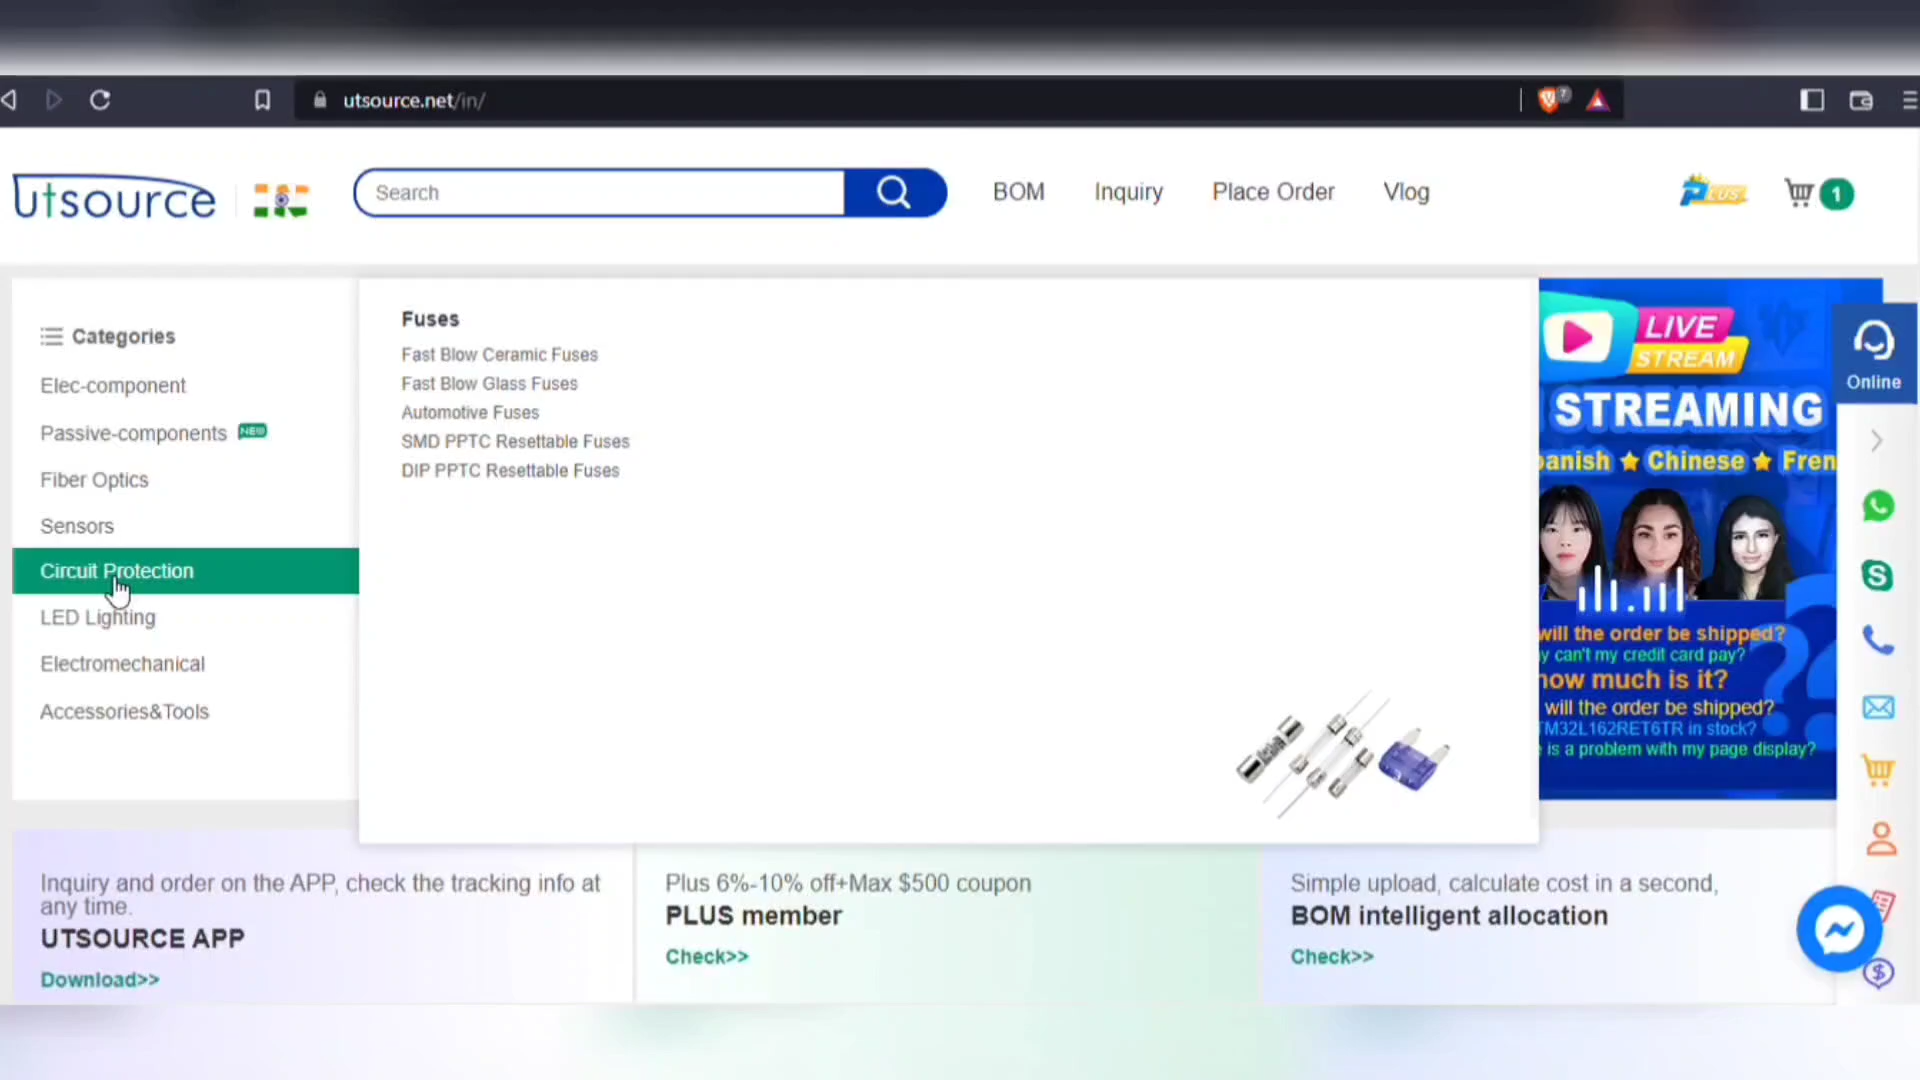 utsource.net/in/
7
utsource
Search
BOM
Inquiry
Place Order
Vlog
PLUS
1
Categories
Elec-component
Passive-components NEW
Fiber Optics
Sensors
Circuit Protection
LED Lighting
Electromechanical
Accessories&Tools
Fuses
Fast Blow Ceramic Fuses
Fast Blow Glass Fuses
Automotive Fuses
SMD PPTC Resettable Fuses
DIP PPTC Resettable Fuses
LIVE
STREAM
STREAMING
panish ★ Chinese ★ Fren
will the order be shipped?
y can't my credit card pay?
how much is it?
will the order be shipped?
TM32L162RET6TR in stock?
e is a problem with my page display?
Online
Inquiry and order on the APP, check the tracking info at
any time.
UTSOURCE APP
Download>>
Plus 6%-10% off+Max $500 coupon
PLUS member
Check>>
Simple upload, calculate cost in a second,
BOM intelligent allocation
Check>>